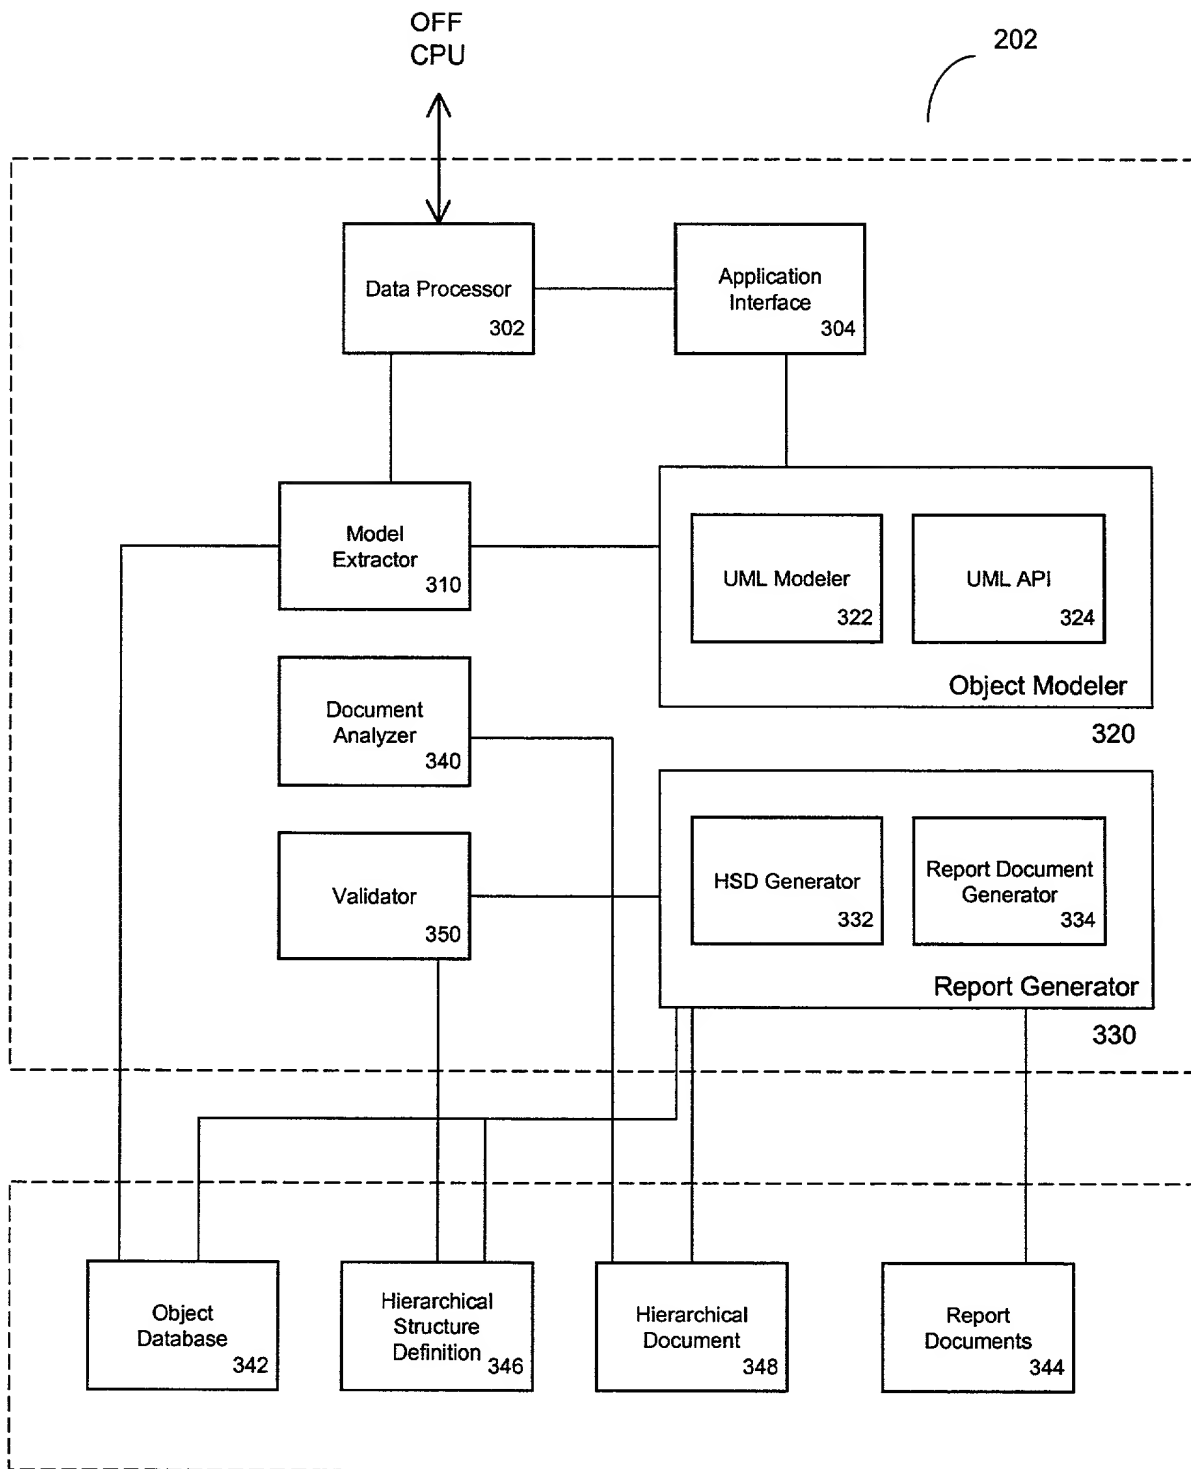 OFF
CPU
202
Data Processor
302
Application
Interface
304
Model
Extractor
310
UML Modeler
322
UML API
324
Object Modeler
320
Document
Analyzer
340
Validator
350
HSD Generator
332
Report Document
Generator
334
Report Generator
330
Object
Database
342
Hierarchical
Structure
Definition
346
Hierarchical
Document
348
Report
Documents
344